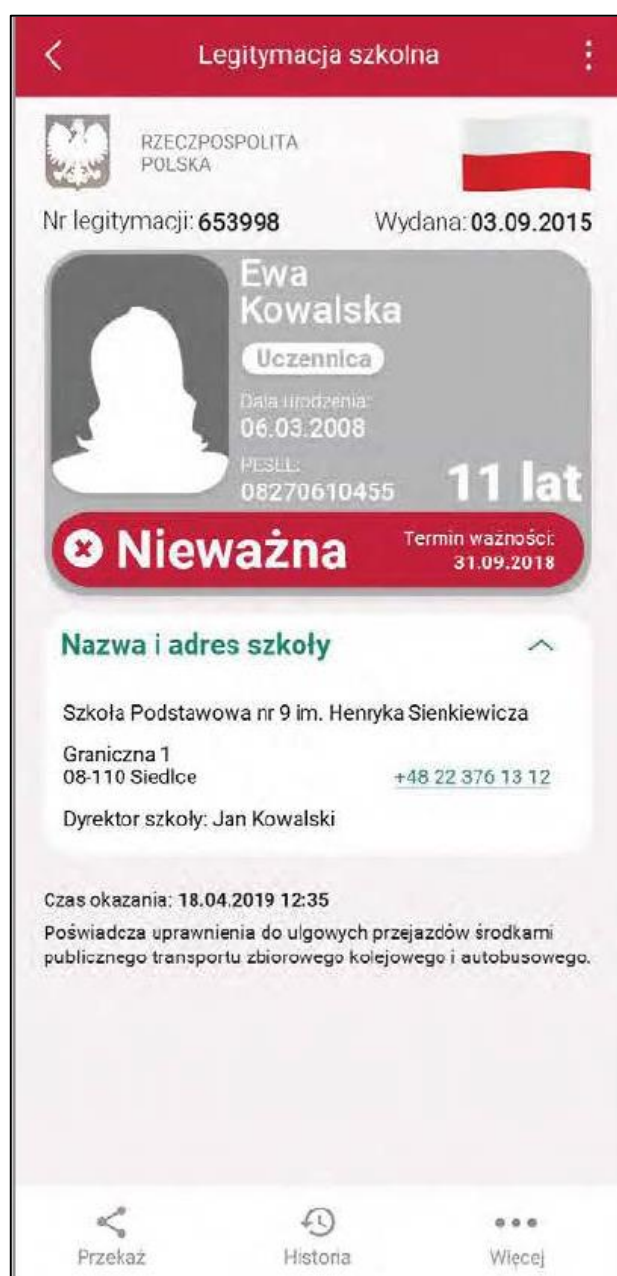 Legitymacja szkolna
RZECZPOSPOLITA
POLSKA
Nr legitymacji: 653998
Wydana: 03.09.2015
Ewa
Kowalska
Uczennica
Data urodzenia:
06.03.2008
PESEL:
08270610455
11 lat
Nieważna
Termin ważności:
31.09.2018
Nazwa i adres szkoły
Szkoła Podstawowa nr 9 im. Henryka Sienkiewicza
Graniczna 1
08-110 Siedlce
+48 22 376 13 12
Dyrektor szkoły: Jan Kowalski
Czas okazania: 18.04.2019 12:35
Poświadcza uprawnienia do ulgowych przejazdów środkami
publicznego transportu zbiorowego kolejowego i autobusowego.
Przekaż
Historia
Więcej